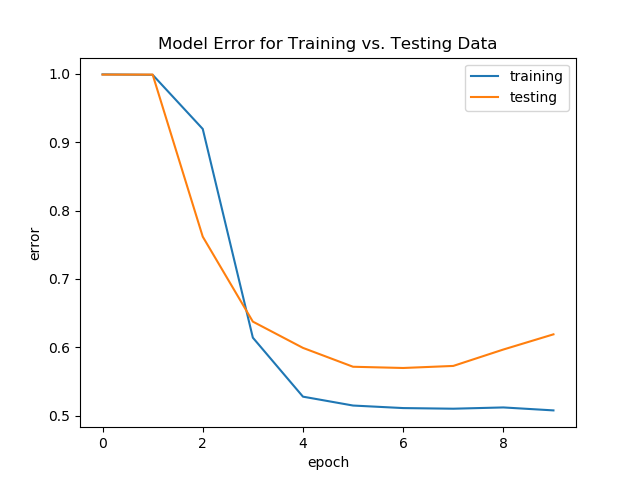 Model Error for Training vs. Testing Data
training
testing
error
1.0
0.9
0.8
0.7
0.6
0.5
0 2 4 6 8
epoch